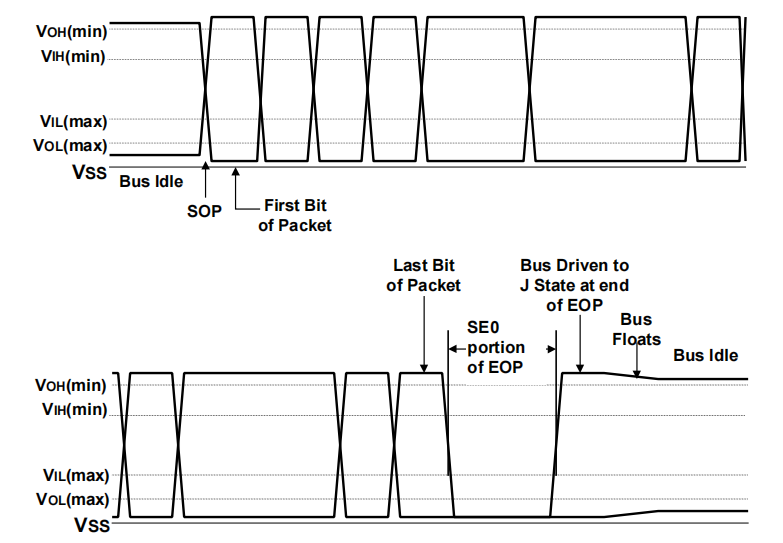 VOH(min)
VIH(min)
VIL(max)
VOL(max)
VSS
Bus Idle
SOP
First Bit
of Packet
Last Bit
of Packet
Bus Driven to
J State at end
of EOP
SE0
portion
of EOP
Bus
Floats
Bus Idle
VOH(min)
VIH(min)
VIL(max)
VOL(max)
VSS